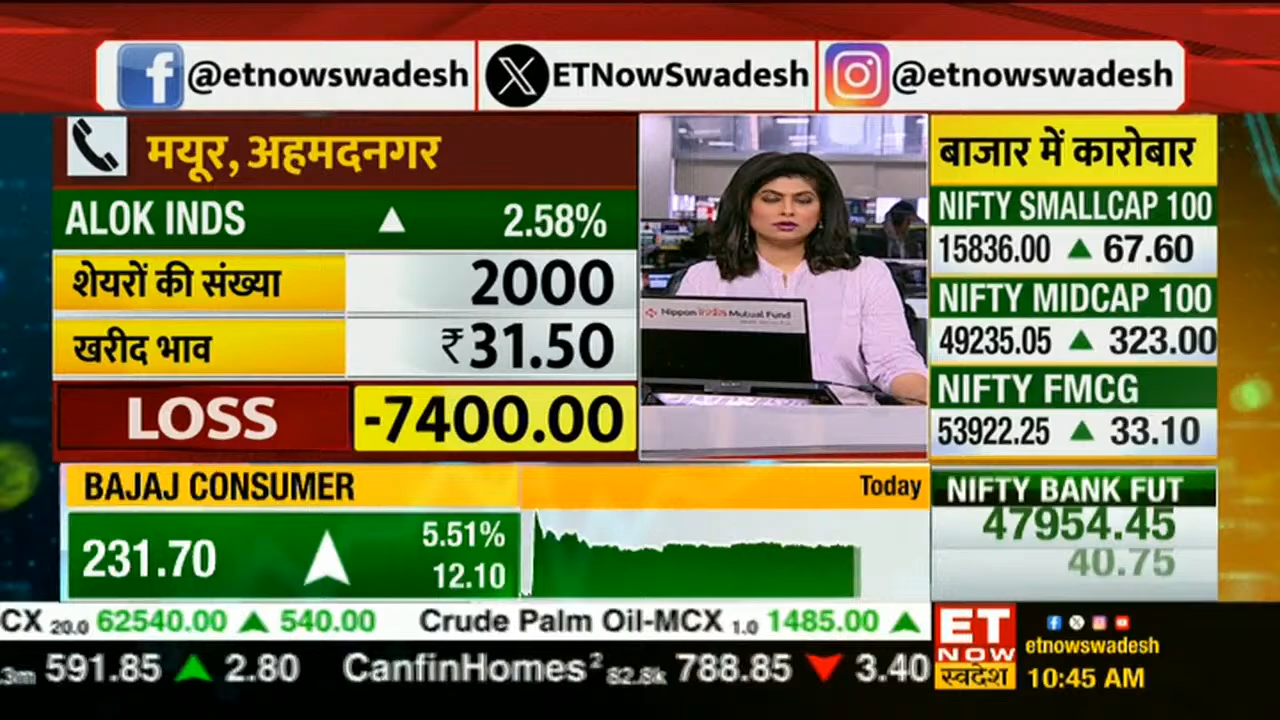 @etnowswadesh
ETNowSwadesh
@etnowswadesh
मयूर, अहमदनगर
ALOK INDS ▲ 2.58%
शेयरों की संख्या 2000
खरीद भाव ₹31.50
LOSS -7400.00
Nippon India Mutual Fund
बाजार में कारोबार
NIFTY SMALLCAP 100
15836.00 ▲ 67.60
NIFTY MIDCAP 100
49235.05 ▲ 323.00
NIFTY FMCG
53922.25 ▲ 33.10
NIFTY BANK FUT
47954.45
40.75
BAJAJ CONSUMER Today
231.70 ▲ 5.51%
12.10
CX 20.0 62540.00 ▲ 540.00 Crude Palm Oil-MCX 1.0 1485.00 ▲
.3m 591.85 ▲ 2.80 CanfinHomes² 82.8k 788.85 ▼ 3.40
ET
NOW
स्वदेश
etnowswadesh
10:45 AM